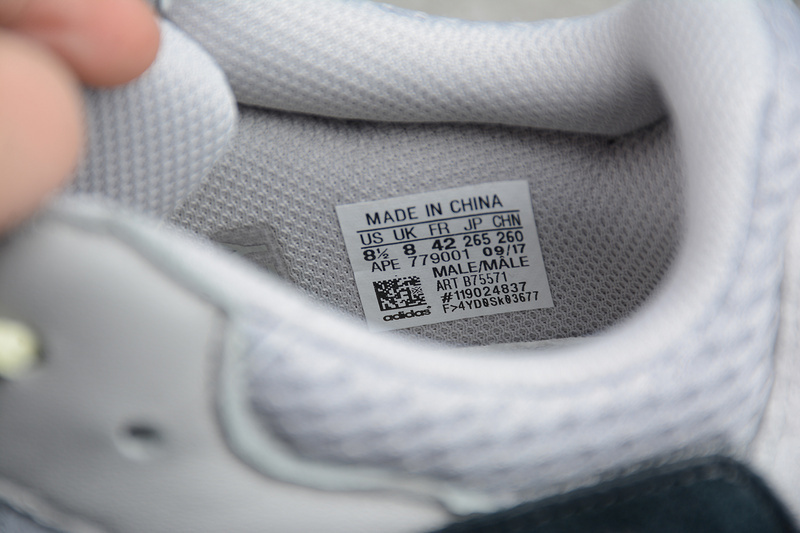 MADE IN CHINA
US UK FR JP CHN
8½ 8 42 265 260
APE 779001 09/17
MALE/MÂLE
ART B75571
#119024837
F>4YD0Sk03677
adidas